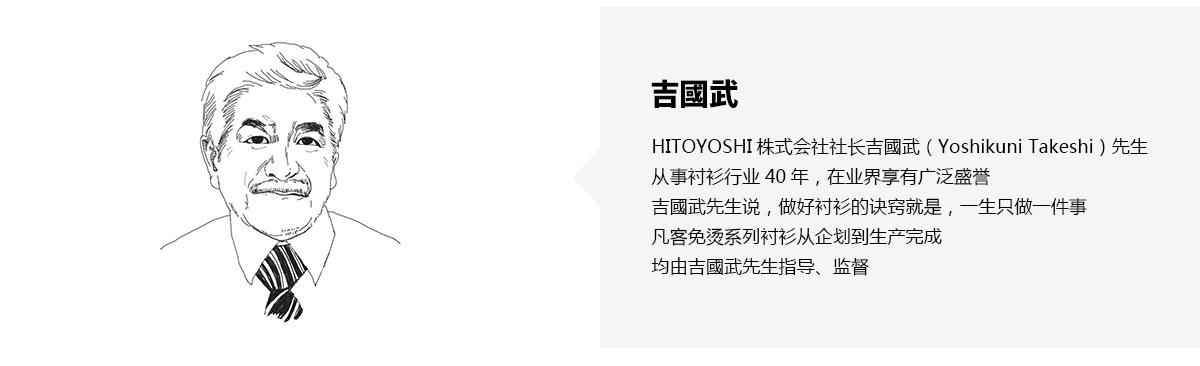 吉國武
HITOYOSHI 株式会社社长吉國武（Yoshikuni Takeshi）先生
从事衬衫行业 40 年，在业界享有广泛盛誉
吉國武先生说，做好衬衫的诀窍就是，一生只做一件事
凡客免烫系列衬衫从企划到生产完成
均由吉國武先生指导、监督